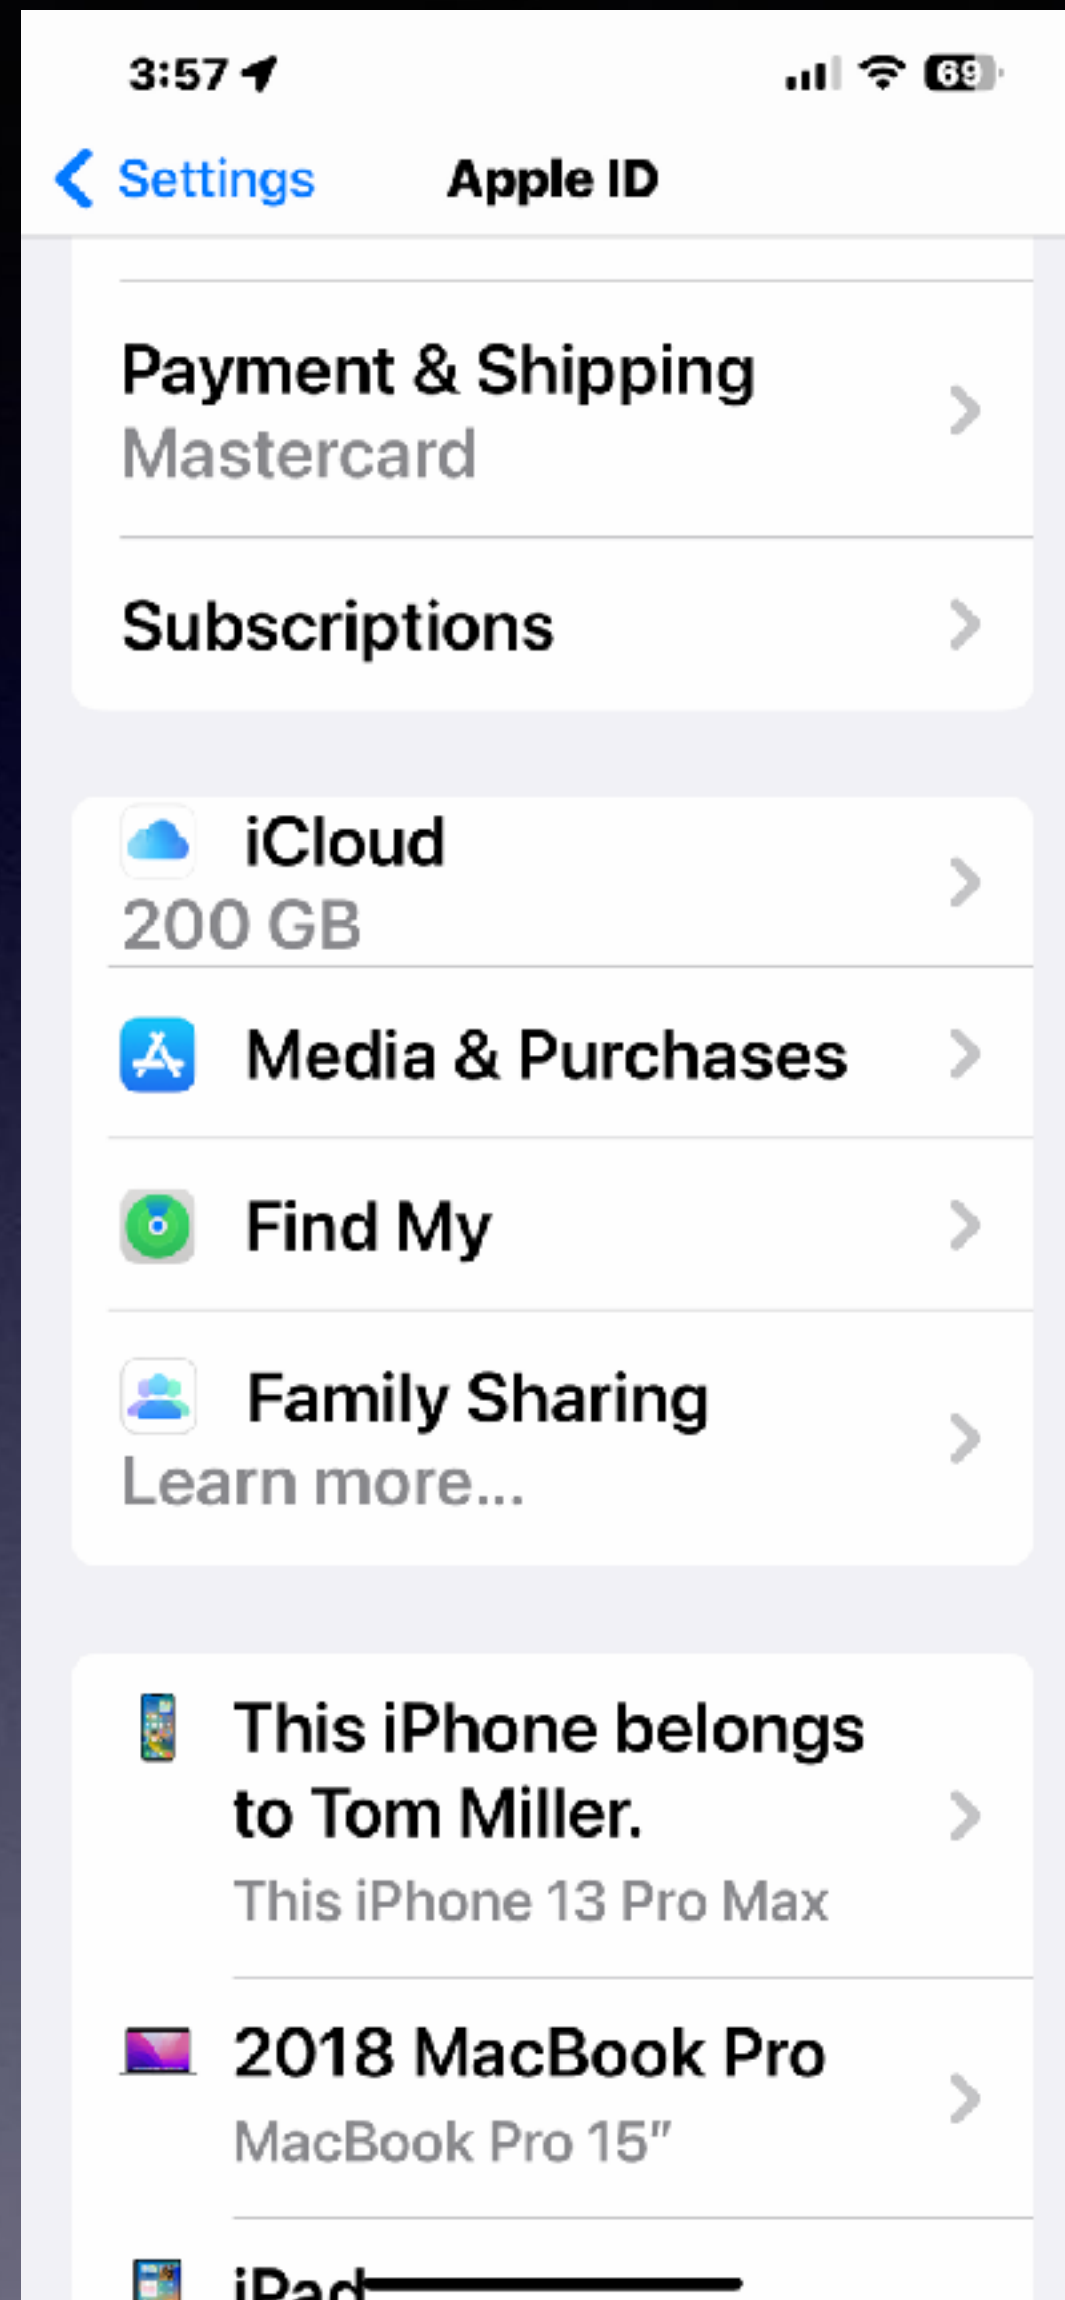 3:57
69
Settings
Apple ID
Payment & Shipping
Mastercard
Subscriptions
iCloud
200 GB
Media & Purchases
Find My
Family Sharing
Learn more...
This iPhone belongs
to Tom Miller.
This iPhone 13 Pro Max
2018 MacBook Pro
MacBook Pro 15"
iPad